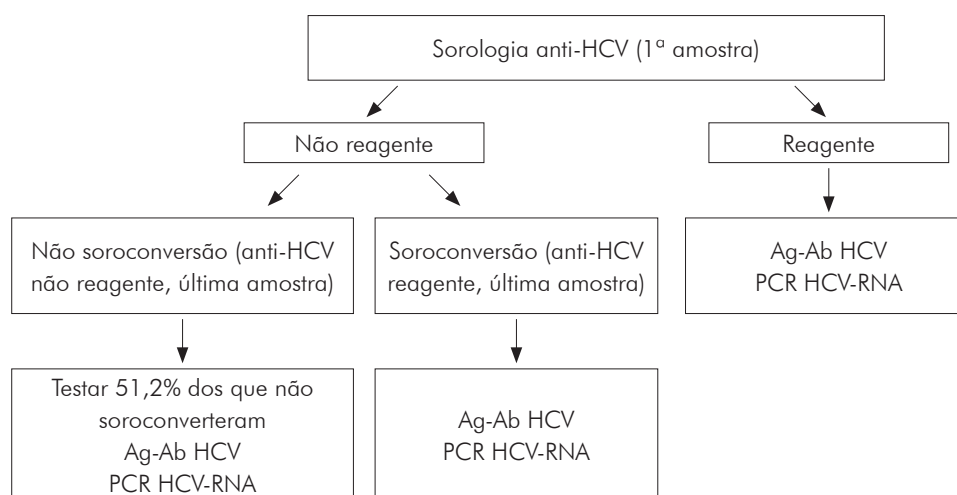 Sorologia anti-HCV (1ª amostra)
Não reagente
Reagente
Não soroconversão (anti-HCV
não reagente, última amostra)
Soroconversão (anti-HCV
reagente, última amostra)
Ag-Ab HCV
PCR HCV-RNA
Testar 51,2% dos que não
soroconverteram
Ag-Ab HCV
PCR HCV-RNA
Ag-Ab HCV
PCR HCV-RNA